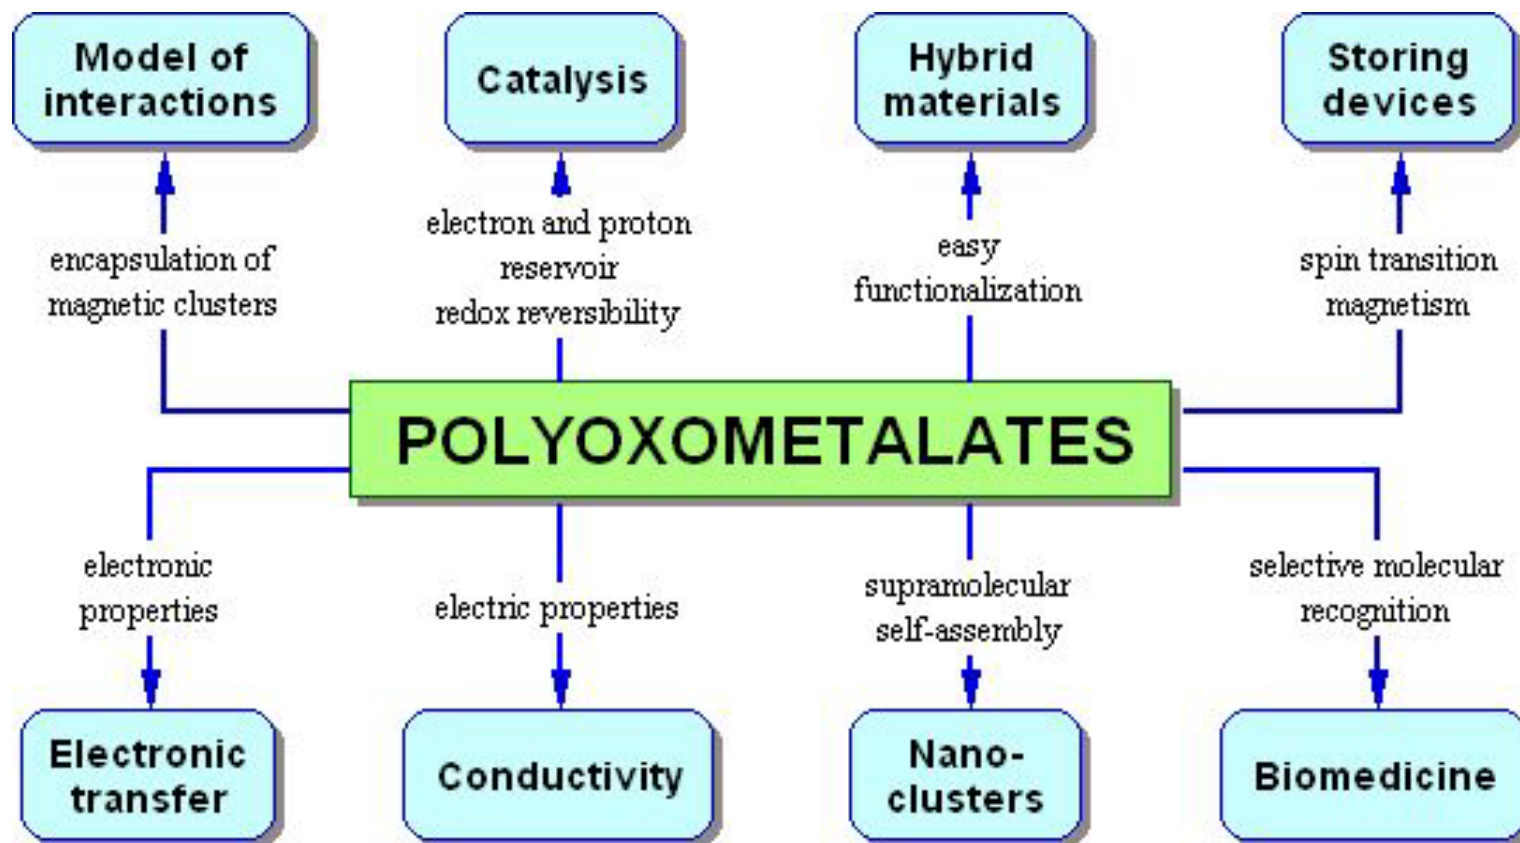 Model of
interactions
Catalysis
Hybrid
materials
Storing
devices
encapsulation of
magnetic clusters
electron and proton
reservoir
redox reversibility
easy
functionalization
spin transition
magnetism
POLYOXOMETALATES
electronic
properties
electric properties
supramolecular
self-assembly
selective molecular
recognition
Electronic
transfer
Conductivity
Nano-
clusters
Biomedicine